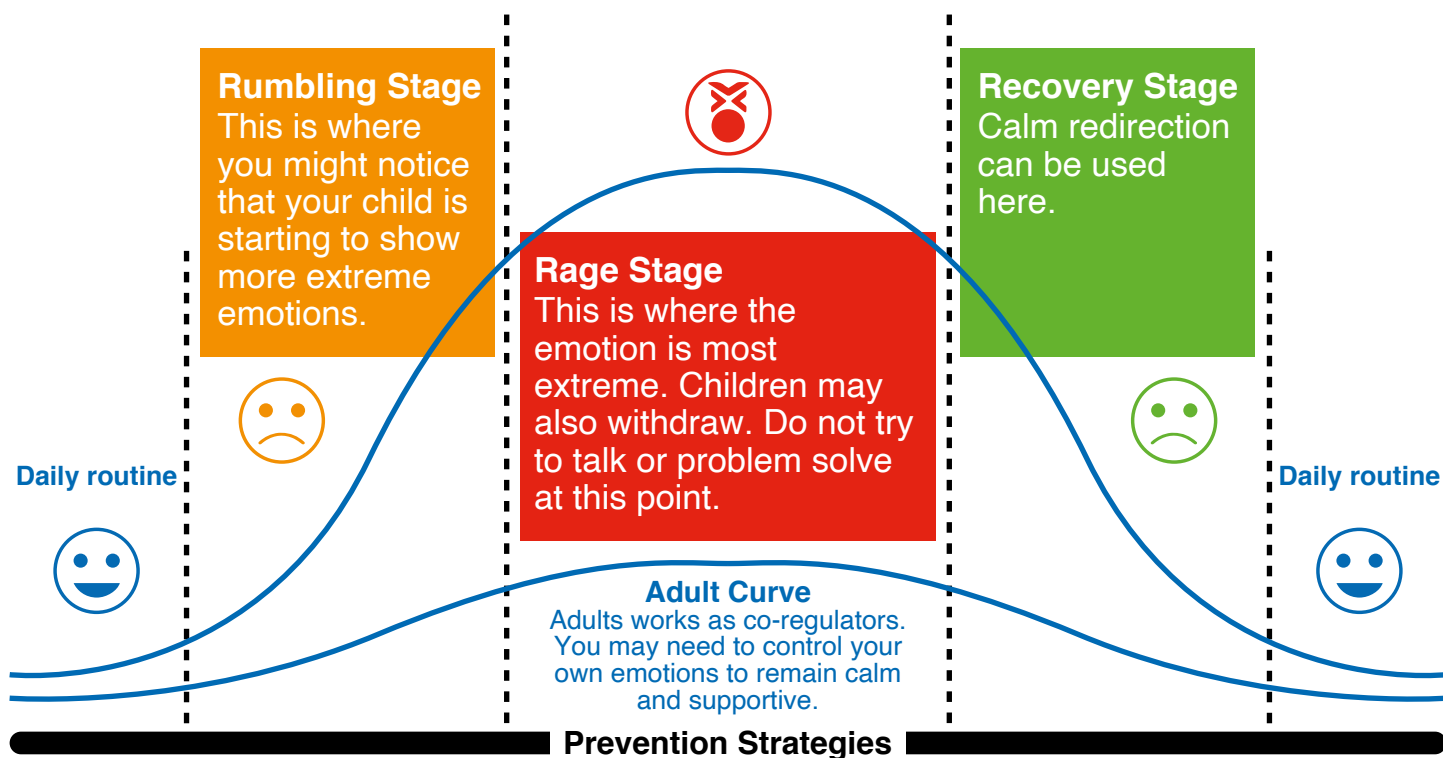 Rumbling Stage
This is where
you might notice
that your child is
starting to show
more extreme
emotions.
Rage Stage
This is where the
emotion is most
extreme. Children may
also withdraw. Do not try
to talk or problem solve
at this point.
Recovery Stage
Calm redirection
can be used
here.
Daily routine
Daily routine
Adult Curve
Adults works as co-regulators.
You may need to control your
own emotions to remain calm
and supportive.
Prevention Strategies